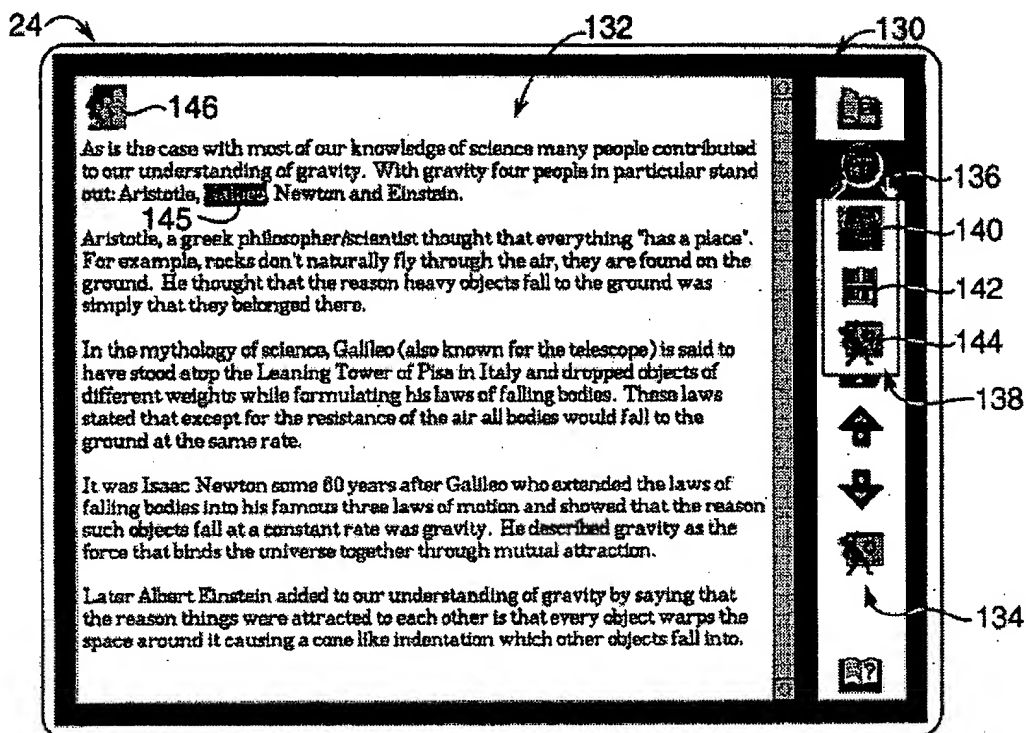 24
132
130
146
As is the case with most of our knowledge of science many people contributed
to our understanding of gravity. With gravity four people in particular stand
out: Aristotle, Galileo, Newton and Einstein.
136
145
140
Aristotle, a greek philosopher/scientist thought that everything "has a place".
For example, rocks don't naturally fly through the air, they are found on the
ground. He thought that the reason heavy objects fall to the ground was
simply that they belonged there.
142
144
In the mythology of science, Galileo (also known for the telescope) is said to
have stood atop the Leaning Tower of Pisa in Italy and dropped objects of
different weights while formulating his laws of falling bodies. These laws
stated that except for the resistance of the air all bodies would fall to the
ground at the same rate.
138
It was Isaac Newton some 60 years after Galileo who extended the laws of
falling bodies into his famous three laws of motion and showed that the reason
such objects fall at a constant rate was gravity. He described gravity as the
force that binds the universe together through mutual attraction.
Later Albert Einstein added to our understanding of gravity by saying that
the reason things were attracted to each other is that every object warps the
space around it causing a cone like indentation which other objects fall into.
134
?